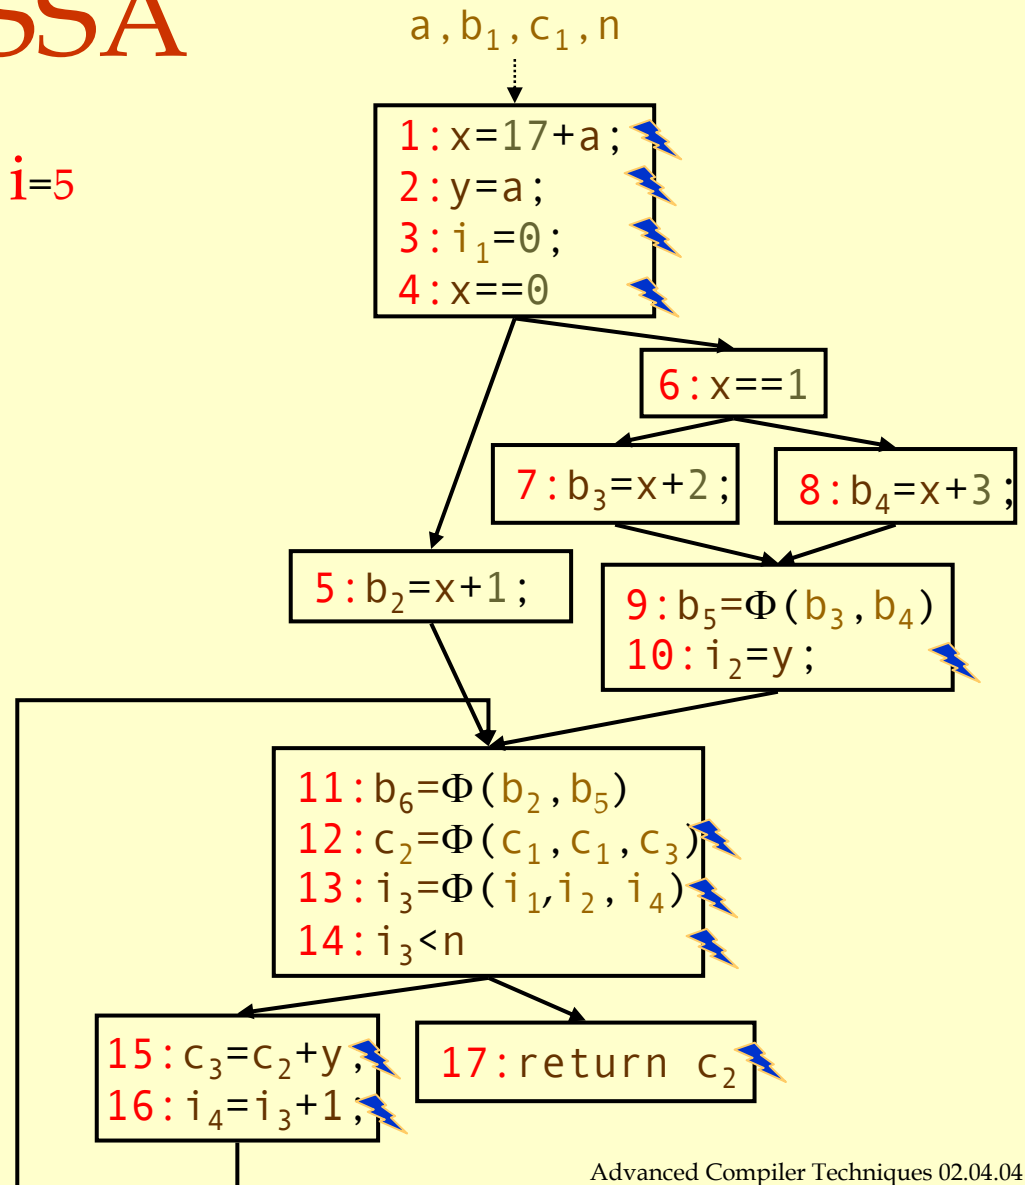 SSA
a,b₁,c₁,n
i=5
1:x=17+a;
2:y=a;
3:i₁=0;
4:x==0
6:x==1
7:b₃=x+2;
8:b₄=x+3;
5:b₂=x+1;
9:b₅=Φ(b₃,b₄)
10:i₂=y;
11:b₆=Φ(b₂,b₅)
12:c₂=Φ(c₁,c₁,c₃)
13:i₃=Φ(i₁,i₂,i₄)
14:i₃<n
15:c₃=c₂+y;
16:i₄=i₃+1;
17:return c₂
Advanced Compiler Techniques 02.04.04